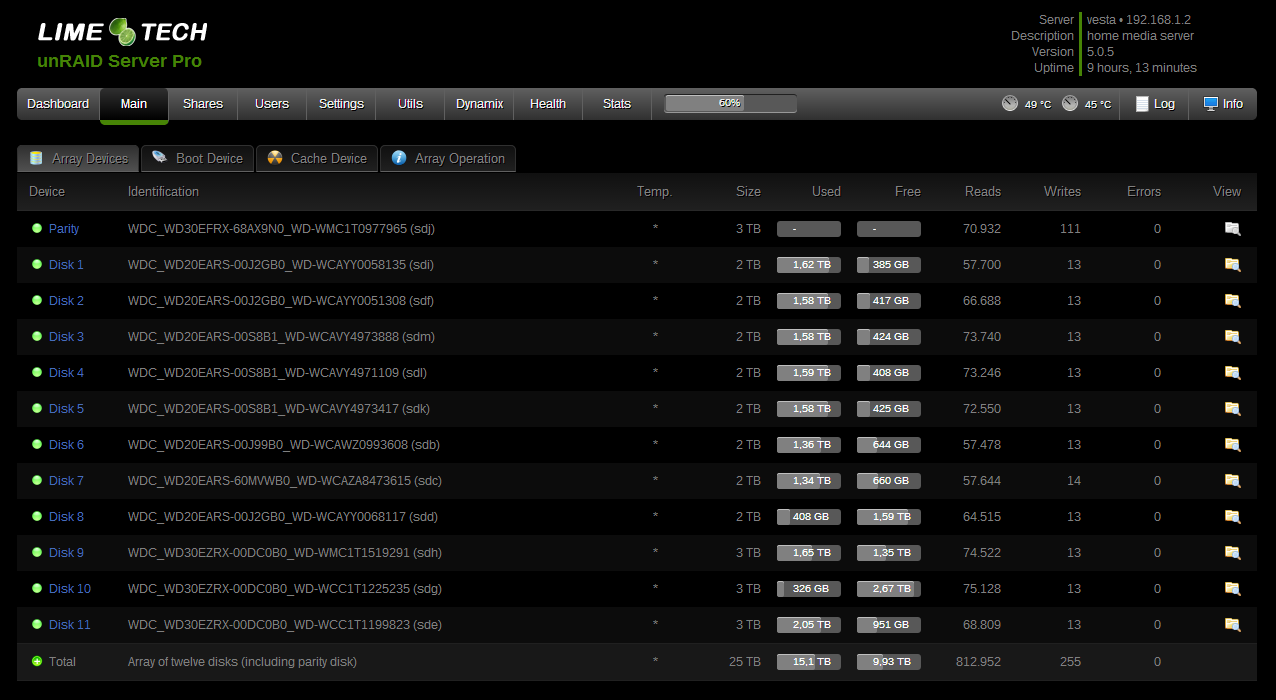 LIME TECH
unRAID Server Pro
Server vesta • 192.168.1.2
Description home media server
Version 5.0.5
Uptime 9 hours, 13 minutes
Dashboard Main Shares Users Settings Utils Dynamix Health Stats 60% 49 °C 45 °C Log Info
Array Devices Boot Device Cache Device Array Operation
Device Identification Temp. Size Used Free Reads Writes Errors View
Parity WDC_WD30EFRX-68AX9N0_WD-WMC1T0977965 (sdj) * 3 TB - - 70.932 111 0
Disk 1 WDC_WD20EARS-00J2GB0_WD-WCAYY0058135 (sdi) * 2 TB 1,62 TB 385 GB 57.700 13 0
Disk 2 WDC_WD20EARS-00J2GB0_WD-WCAYY0051308 (sdf) * 2 TB 1,58 TB 417 GB 66.688 13 0
Disk 3 WDC_WD20EARS-00S8B1_WD-WCAVY4973888 (sdm) * 2 TB 1,58 TB 424 GB 73.740 13 0
Disk 4 WDC_WD20EARS-00S8B1_WD-WCAVY4971109 (sdl) * 2 TB 1,59 TB 408 GB 73.246 13 0
Disk 5 WDC_WD20EARS-00S8B1_WD-WCAVY4973417 (sdk) * 2 TB 1,58 TB 425 GB 72.550 13 0
Disk 6 WDC_WD20EARS-00J99B0_WD-WCAWZ0993608 (sdb) * 2 TB 1,36 TB 644 GB 57.478 13 0
Disk 7 WDC_WD20EARS-60MVWB0_WD-WCAZA8473615 (sdc) * 2 TB 1,34 TB 660 GB 57.644 14 0
Disk 8 WDC_WD20EARS-00J2GB0_WD-WCAYY0068117 (sdd) * 2 TB 408 GB 1,59 TB 64.515 13 0
Disk 9 WDC_WD30EZRX-00DC0B0_WD-WMC1T1519291 (sdh) * 3 TB 1,65 TB 1,35 TB 74.522 13 0
Disk 10 WDC_WD30EZRX-00DC0B0_WD-WCC1T1225235 (sdg) * 3 TB 326 GB 2,67 TB 75.128 13 0
Disk 11 WDC_WD30EZRX-00DC0B0_WD-WCC1T1199823 (sde) * 3 TB 2,05 TB 951 GB 68.809 13 0
Total Array of twelve disks (including parity disk) * 25 TB 15,1 TB 9,93 TB 812.952 255 0